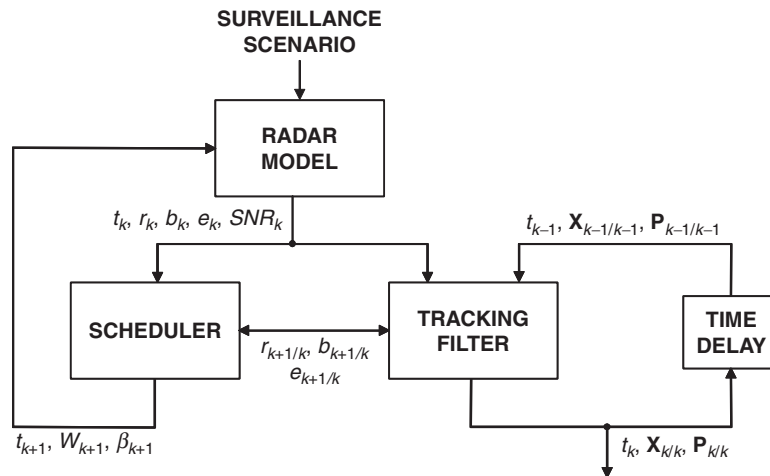 SURVEILLANCE
SCENARIO
RADAR
MODEL
t_k, r_k, b_k, e_k, SNR_k
t_{k–1}, X_{k–1/k–1}, P_{k–1/k–1}
SCHEDULER
r_{k+1/k}, b_{k+1/k}
e_{k+1/k}
TRACKING
FILTER
TIME
DELAY
t_{k+1}, W_{k+1}, β_{k+1}
t_k, X_{k/k}, P_{k/k}